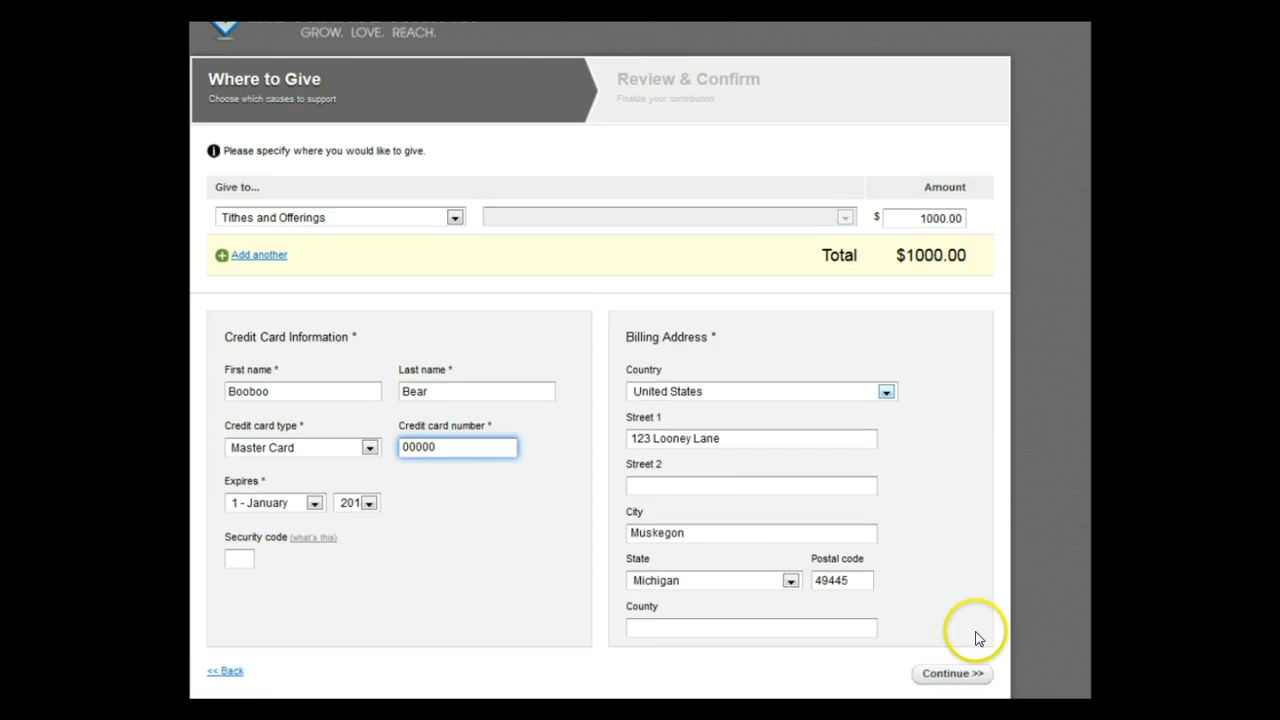 GROW. LOVE. REACH.
Where to Give
Choose which causes to support
Review & Confirm
Finalize your contribution
Please specify where you would like to give.
Give to... Amount
Tithes and Offerings $ 1000.00
Add another Total $1000.00
Credit Card Information *
First name * Last name *
Booboo Bear
Credit card type * Credit card number *
Master Card 00000
Expires *
1 - January 201
Security code (what's this)
Billing Address *
Country
United States
Street 1
123 Looney Lane
Street 2
City
Muskegon
State Postal code
Michigan 49445
County
<< Back
Continue >>